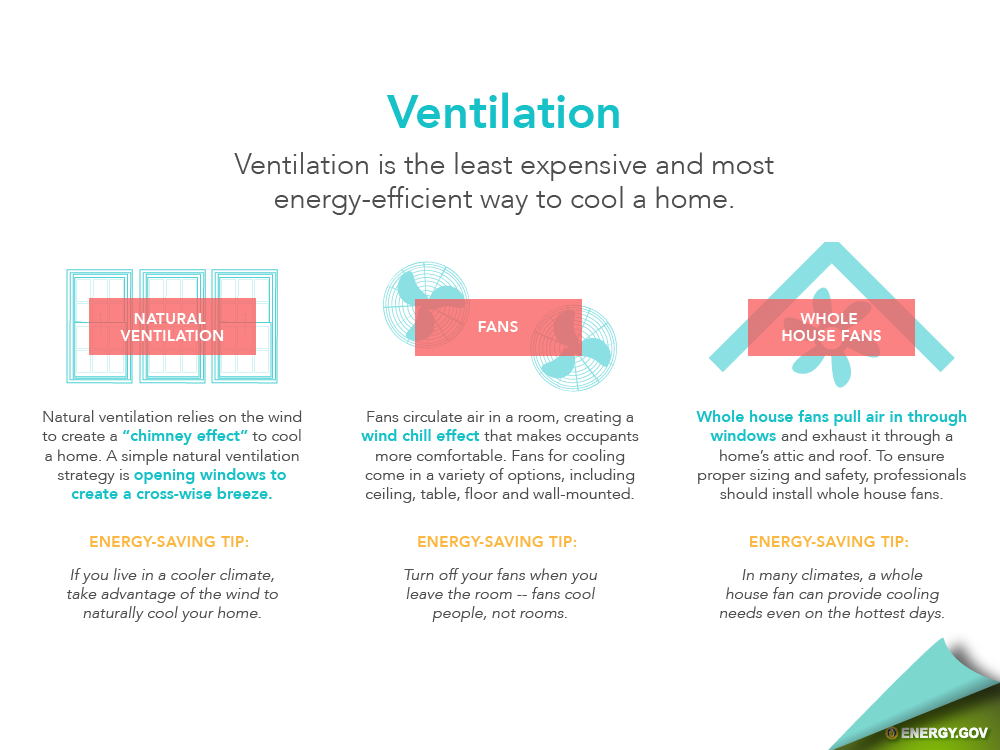 Ventilation
Ventilation is the least expensive and most
energy-efficient way to cool a home.
NATURAL
VENTILATION
Natural ventilation relies on the wind
to create a “chimney effect” to cool
a home. A simple natural ventilation
strategy is opening windows to
create a cross-wise breeze.
ENERGY-SAVING TIP:
If you live in a cooler climate,
take advantage of the wind to
naturally cool your home.
FANS
Fans circulate air in a room, creating a
wind chill effect that makes occupants
more comfortable. Fans for cooling
come in a variety of options, including
ceiling, table, floor and wall-mounted.
ENERGY-SAVING TIP:
Turn off your fans when you
leave the room -- fans cool
people, not rooms.
WHOLE
HOUSE FANS
Whole house fans pull air in through
windows and exhaust it through a
home’s attic and roof. To ensure
proper sizing and safety, professionals
should install whole house fans.
ENERGY-SAVING TIP:
In many climates, a whole
house fan can provide cooling
needs even on the hottest days.
ENERGY.GOV